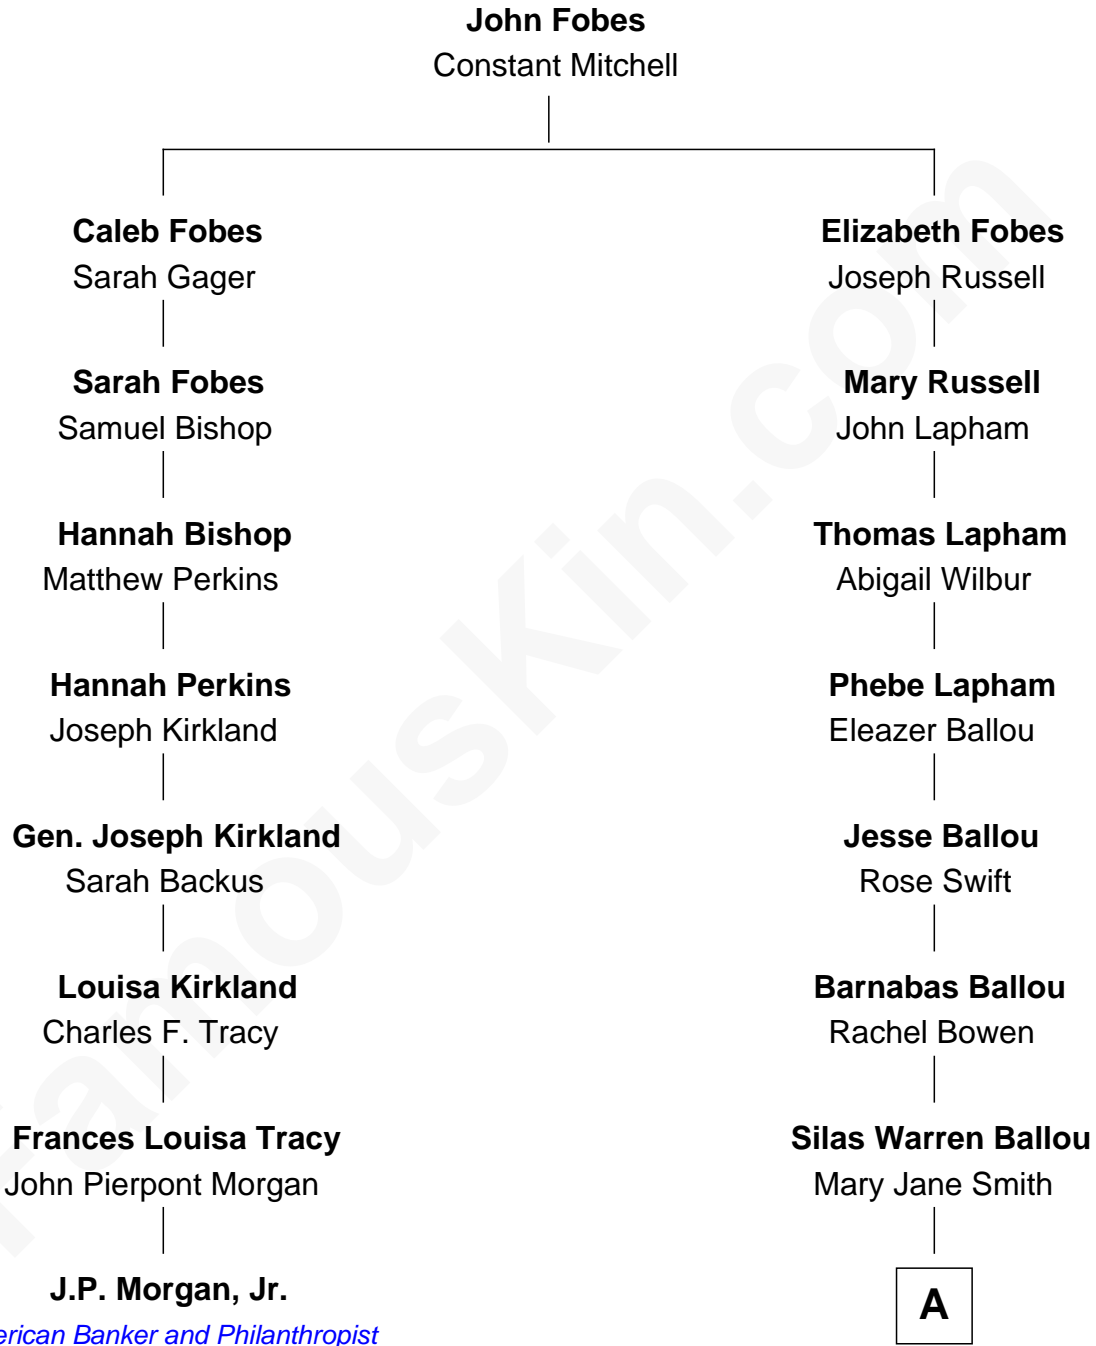 John Fobes
Constant Mitchell
Caleb Fobes
Sarah Gager
Elizabeth Fobes
Joseph Russell
Sarah Fobes
Samuel Bishop
Mary Russell
John Lapham
Hannah Bishop
Matthew Perkins
Thomas Lapham
Abigail Wilbur
Hannah Perkins
Joseph Kirkland
Phebe Lapham
Eleazer Ballou
Gen. Joseph Kirkland
Sarah Backus
Jesse Ballou
Rose Swift
Louisa Kirkland
Charles F. Tracy
Barnabas Ballou
Rachel Bowen
Frances Louisa Tracy
John Pierpont Morgan
Silas Warren Ballou
Mary Jane Smith
J.P. Morgan, Jr.
erican Banker and Philanthropist
A
FamousKin.com